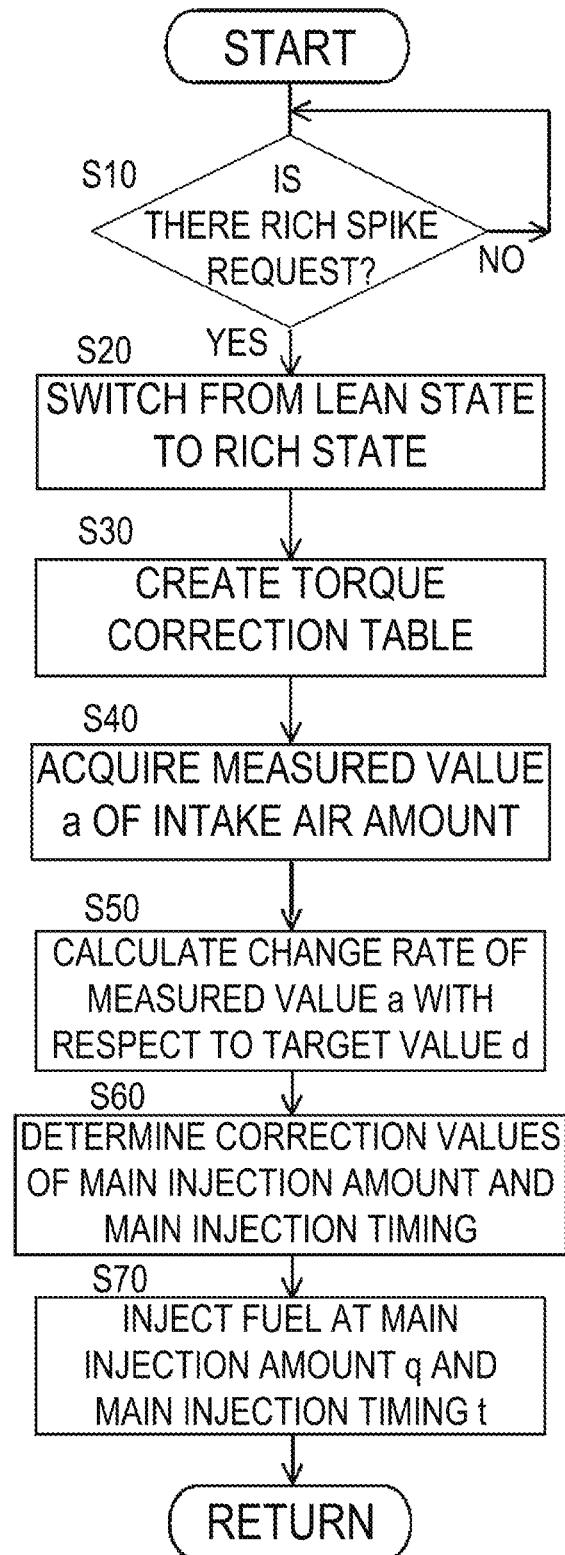 START
S10
IS
THERE RICH SPIKE
REQUEST?
NO
YES
S20
SWITCH FROM LEAN STATE
TO RICH STATE
S30
CREATE TORQUE
CORRECTION TABLE
S40
ACQUIRE MEASURED VALUE
a OF INTAKE AIR AMOUNT
S50
CALCULATE CHANGE RATE OF
MEASURED VALUE a WITH
RESPECT TO TARGET VALUE d
S60
DETERMINE CORRECTION VALUES
OF MAIN INJECTION AMOUNT AND
MAIN INJECTION TIMING
S70
INJECT FUEL AT MAIN
INJECTION AMOUNT q AND
MAIN INJECTION TIMING t
RETURN